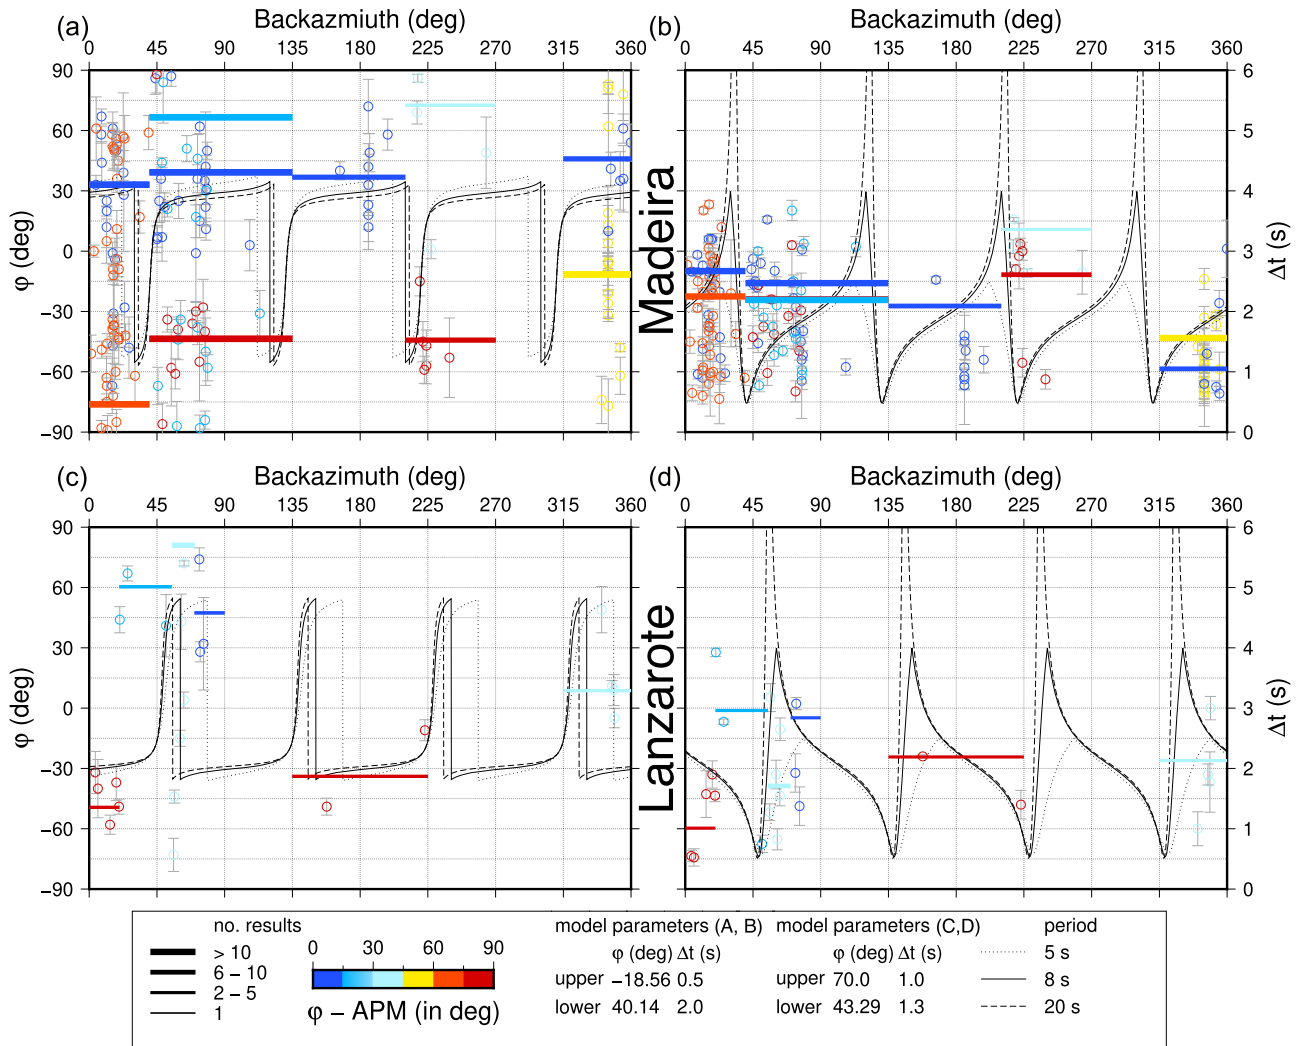 (a) Backazmiuth (deg)
(b) Backazimuth (deg)
0 45 90 135 180 225 270 315 360
0 45 90 135 180 225 270 315 360
90
60
30
0
−30
−60
−90
φ (deg)
Madeira
6
5
4
3
2
1
0
Δt (s)
(c) Backazimuth (deg)
(d) Backazimuth (deg)
0 45 90 135 180 225 270 315 360
0 45 90 135 180 225 270 315 360
90
60
30
0
−30
−60
−90
φ (deg)
Lanzarote
6
5
4
3
2
1
0
Δt (s)
no. results
> 10
6 − 10
2 − 5
1
0 30 60 90
φ − APM (in deg)
model parameters (A, B)
φ (deg) Δt (s)
upper −18.56 0.5
lower 40.14 2.0
model parameters (C,D)
φ (deg) Δt (s)
upper 70.0 1.0
lower 43.29 1.3
period
5 s
8 s
20 s